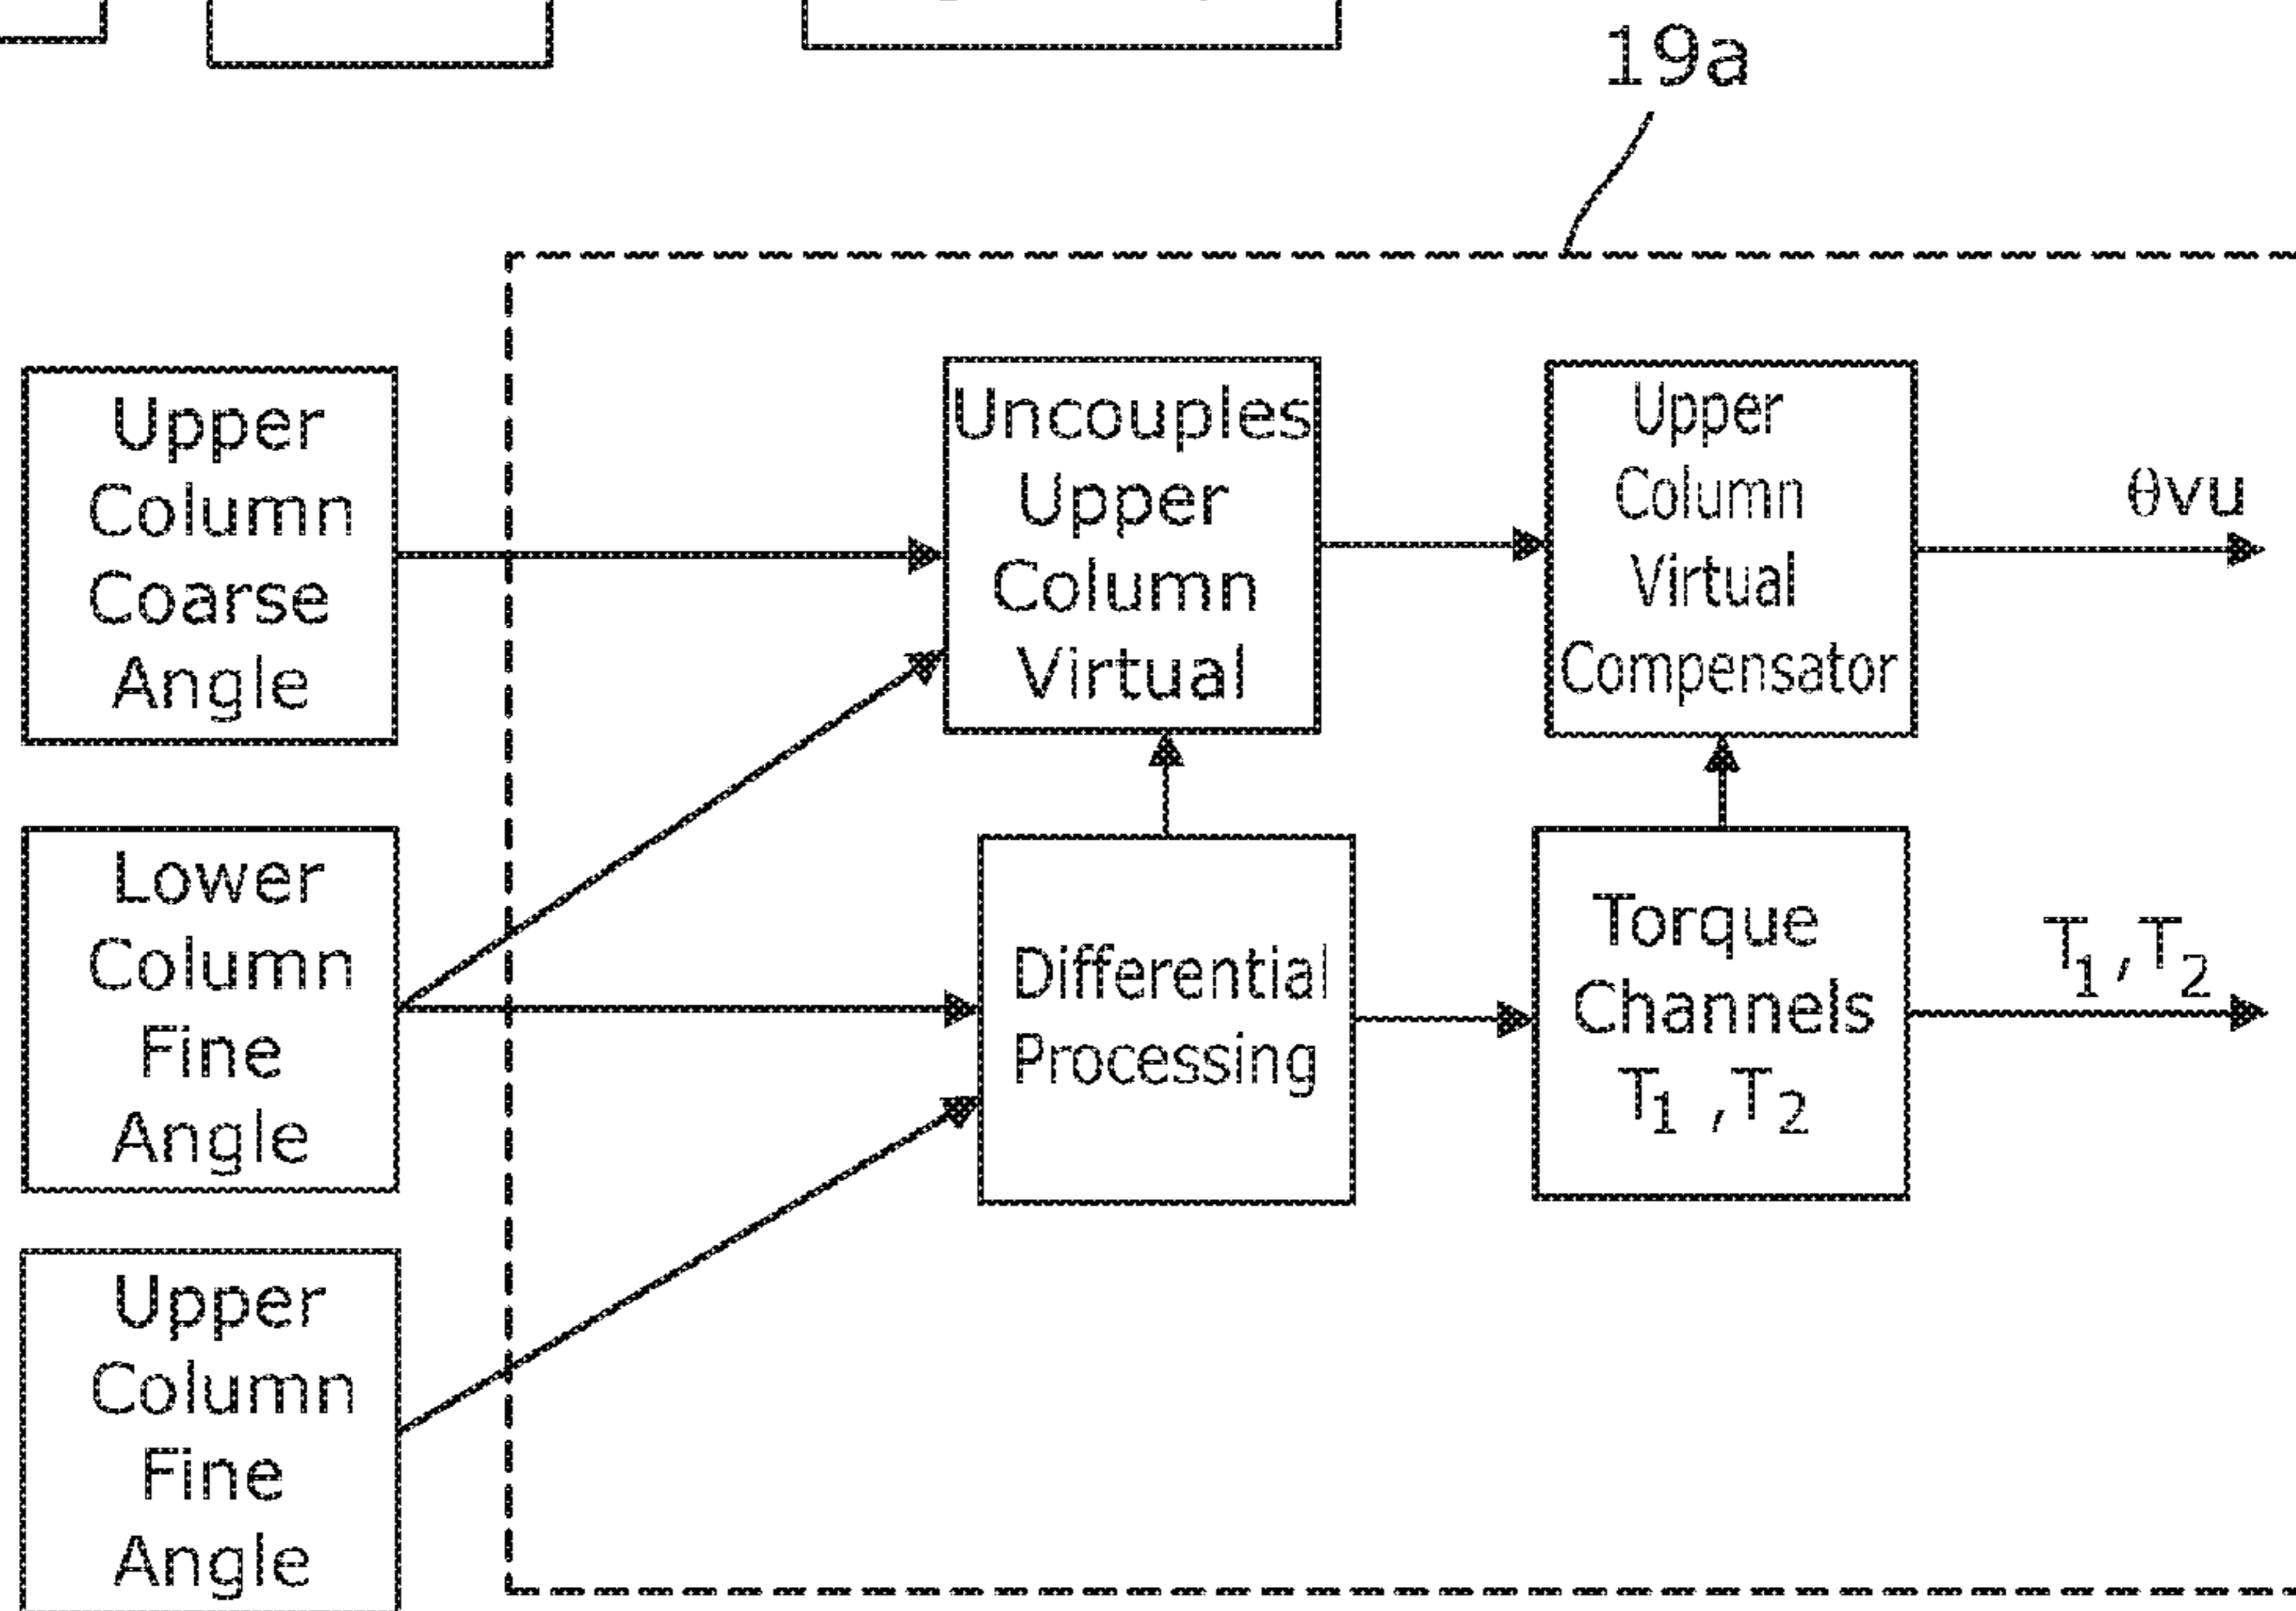 19a
Upper
Column
Coarse
Angle
Uncouples
Upper
Column
Virtual
Upper
Column
Virtual
Compensator
θvu
Lower
Column
Fine
Angle
Differential
Processing
Torque
Channels
T1 ,T2
T1,T2
Upper
Column
Fine
Angle